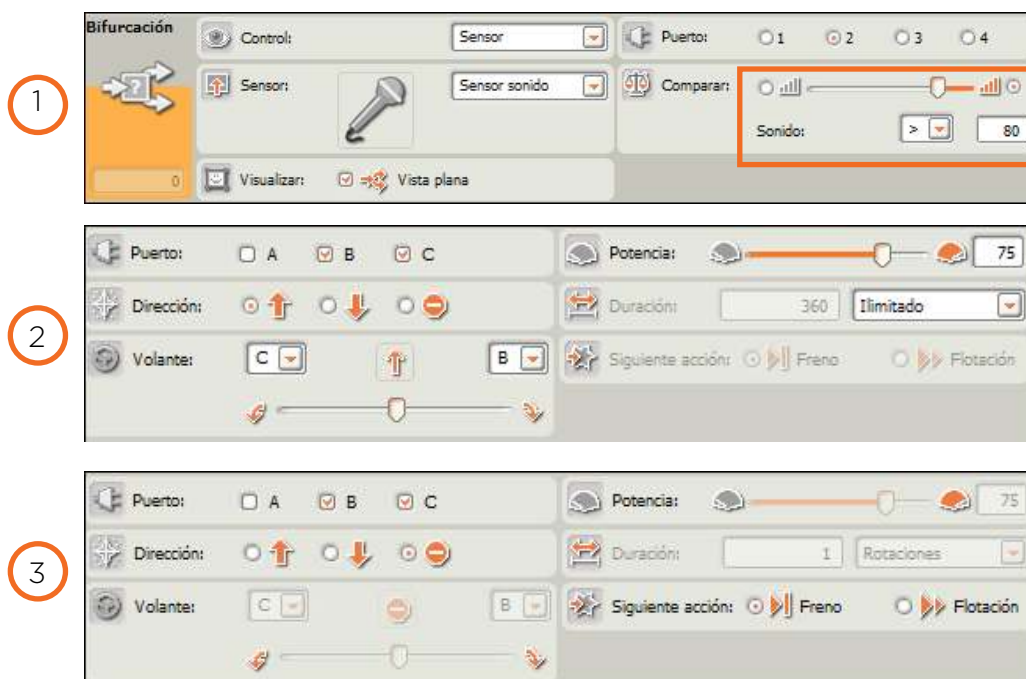 1
Bifurcación
0
Control: Sensor
Puerto: 1 2 3 4
Sensor: Sensor sonido
Comparar:
Sonido: > 80
Visualizar: Vista plana
2
Puerto: A B C
Potencia: 75
Dirección:
Duración: 360 Ilimitado
Volante: C B
Siguiente acción: Freno Flotación
3
Puerto: A B C
Potencia: 75
Dirección:
Duración: 1 Rotaciones
Volante: C B
Siguiente acción: Freno Flotación